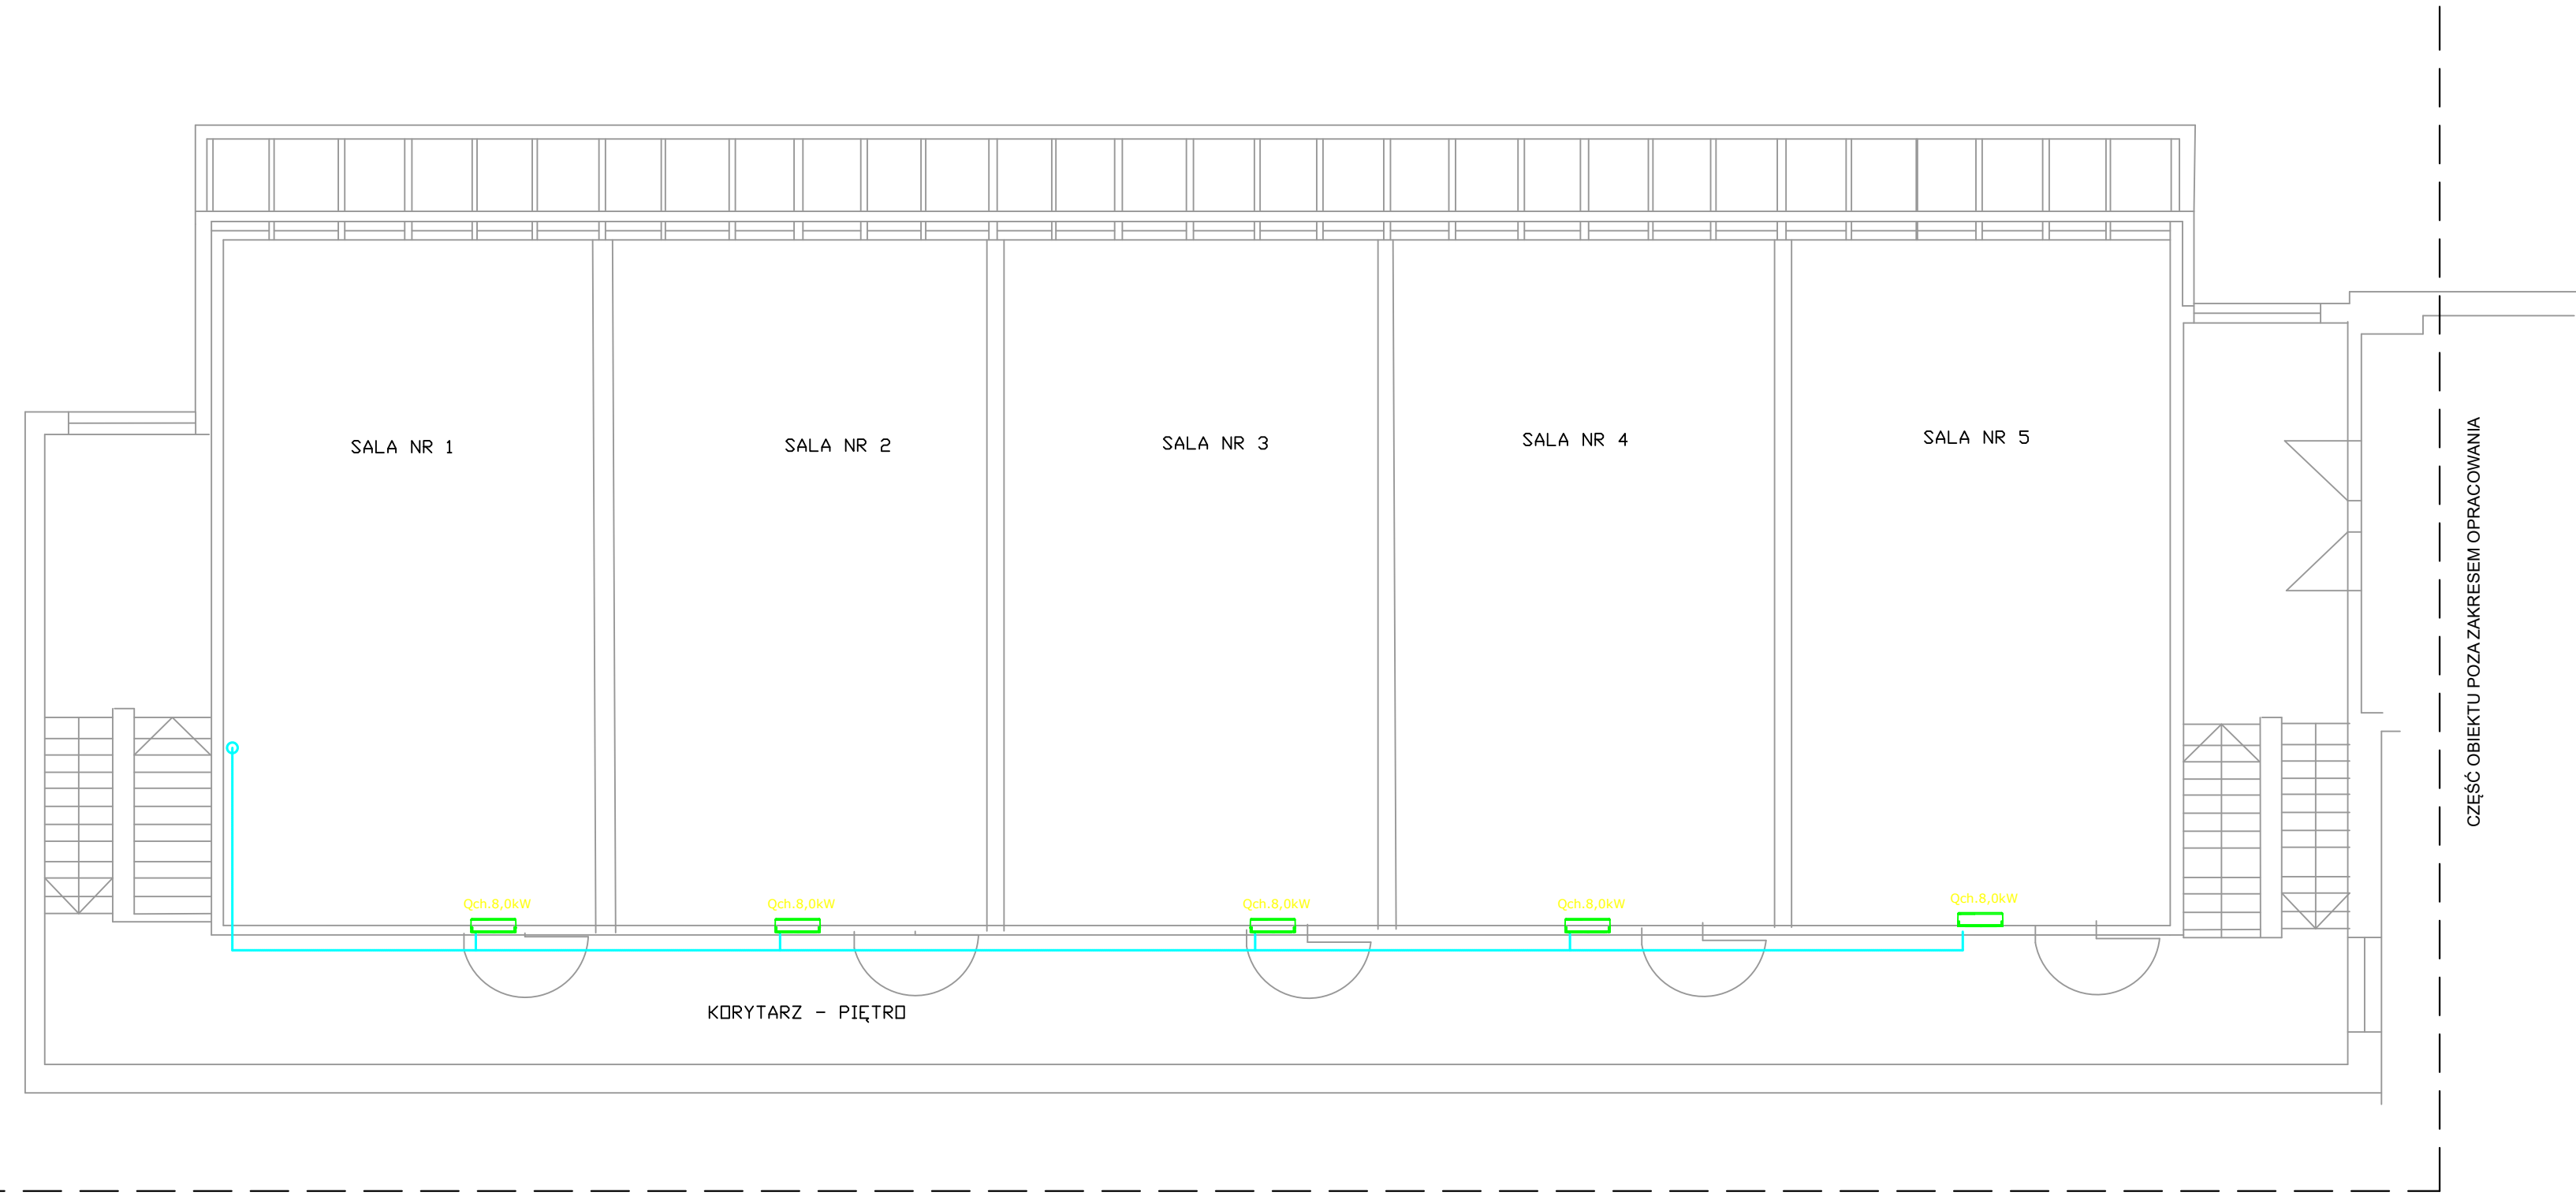 SALA NR 1
SALA NR 2
SALA NR 3
SALA NR 4
SALA NR 5
CZĘŚĆ OBIEKTU POZA ZAKRESEM OPRACOWANIA
Qch.8,0kW
Qch.8,0kW
Qch.8,0kW
Qch.8,0kW
Qch.8,0kW
KORYTARZ - PIĘTRO